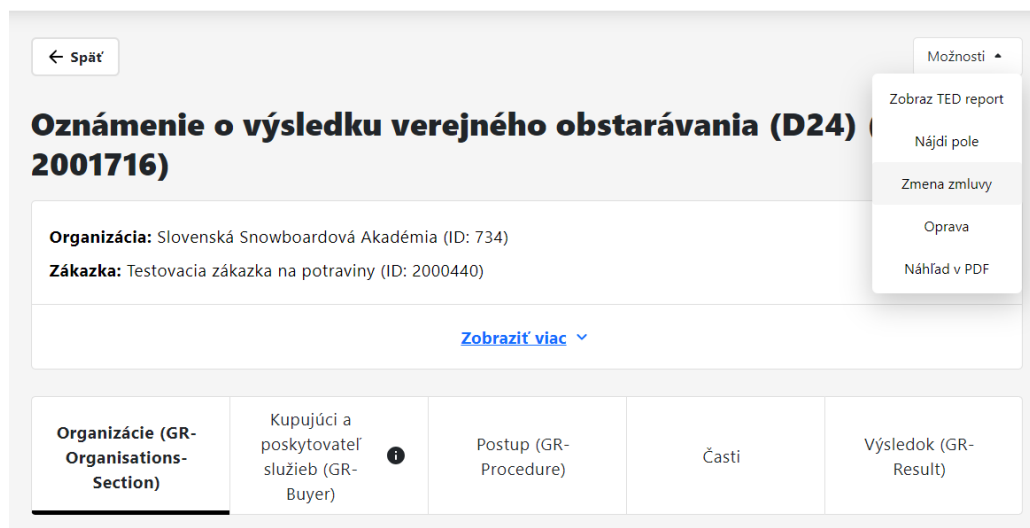 ← Späť
Možnosti
Zobraz TED report
Nájdi pole
Zmena zmluvy
Oprava
Náhľad v PDF
Oznámenie o výsledku verejného obstarávania (D24) (
2001716)
Organizácia: Slovenská Snowboardová Akadémia (ID: 734)
Zákazka: Testovacia zákazka na potraviny (ID: 2000440)
Zobraziť viac
Organizácie (GR-
Organisations-
Section)
Kupujúci a
poskytovateľ
služieb (GR-
Buyer)
Postup (GR-
Procedure)
Časti
Výsledok (GR-
Result)